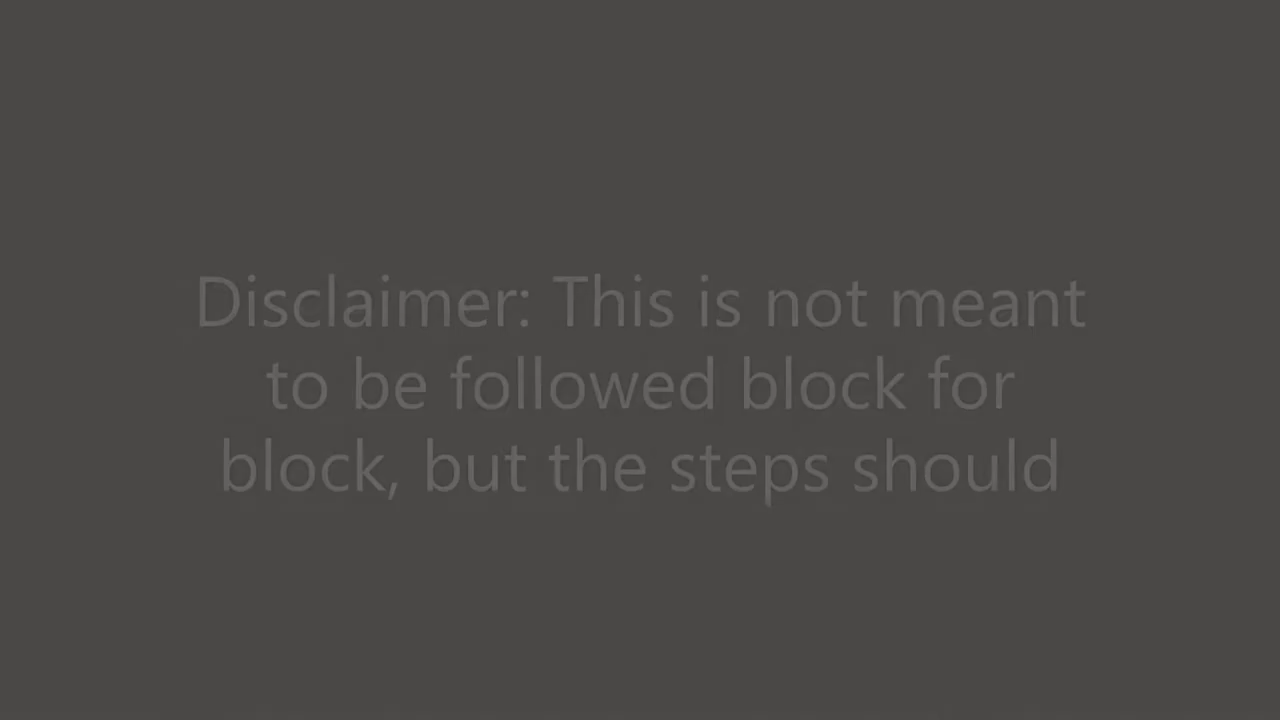 Disclaimer: This is not meant
to be followed block for
block, but the steps should